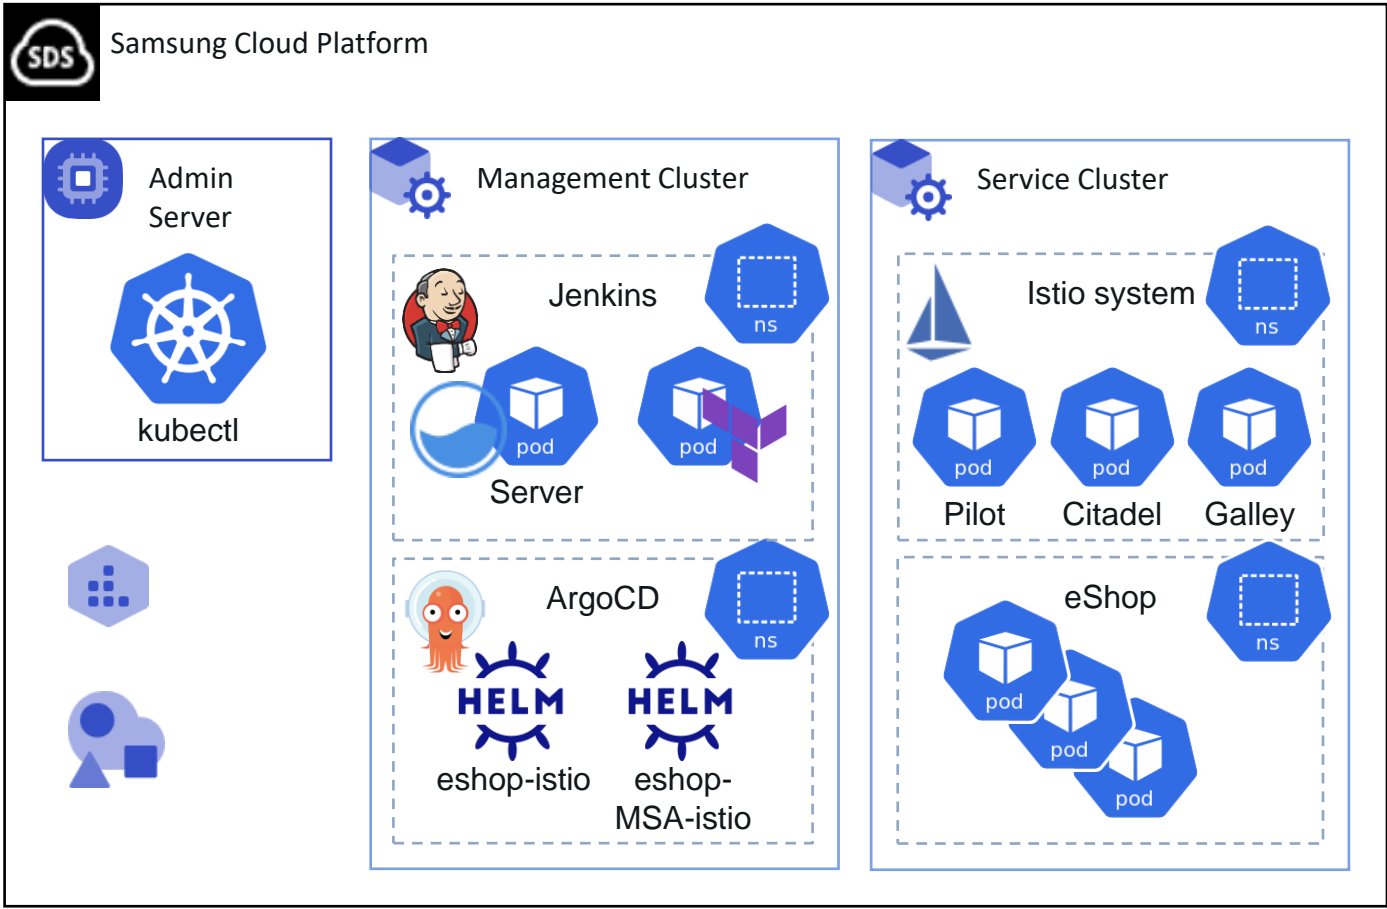 SDS
Samsung Cloud Platform
Admin
Server
kubectl
Management Cluster
Jenkins
ns
pod
pod
Server
ArgoCD
ns
HELM
HELM
eshop-istio
eshop-
MSA-istio
Service Cluster
Istio system
ns
pod
pod
pod
Pilot
Citadel
Galley
eShop
ns
pod
pod
pod